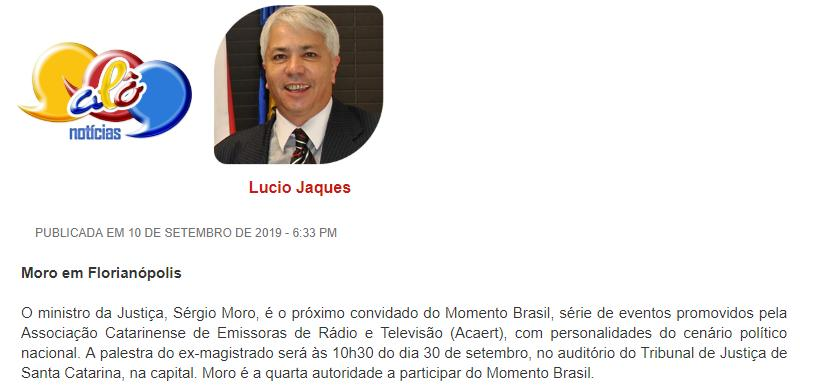 alô
notícias
Lucio Jaques
PUBLICADA EM 10 DE SETEMBRO DE 2019 - 6:33 PM
Moro em Florianópolis
O ministro da Justiça, Sérgio Moro, é o próximo convidado do Momento Brasil, série de eventos promovidos pela
Associação Catarinense de Emissoras de Rádio e Televisão (Acaert), com personalidades do cenário político
nacional. A palestra do ex-magistrado será às 10h30 do dia 30 de setembro, no auditório do Tribunal de Justiça de
Santa Catarina, na capital. Moro é a quarta autoridade a participar do Momento Brasil.